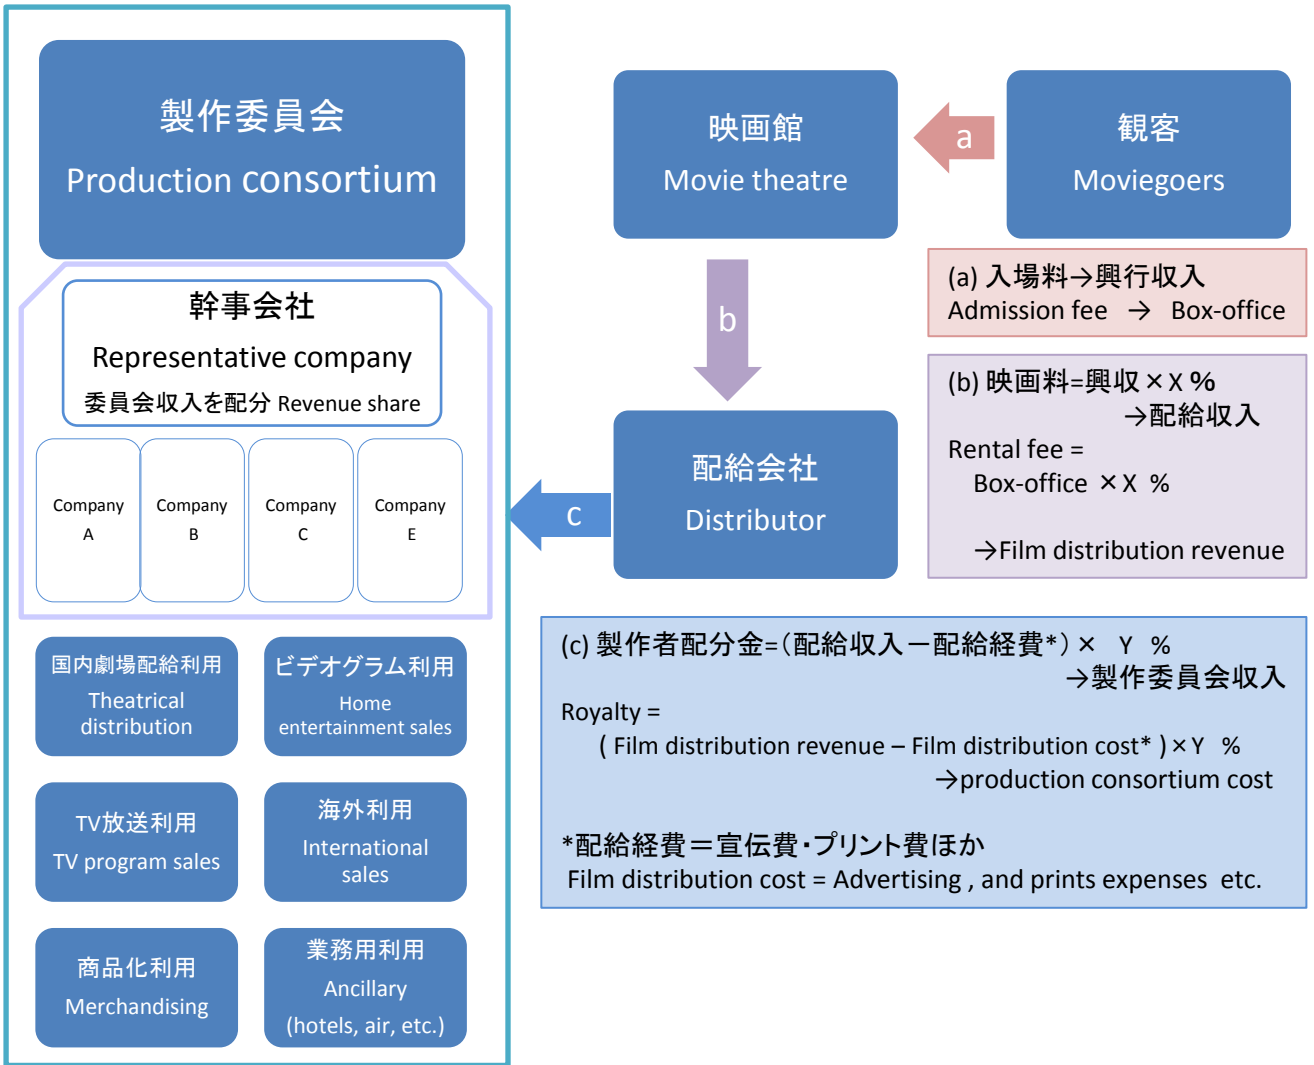 製作委員会
Production consortium
幹事会社
Representative company
委員会収入を配分 Revenue share
Company
A
Company
B
Company
C
Company
E
国内劇場配給利用
Theatrical
distribution
ビデオグラム利用
Home
entertainment sales
TV放送利用
TV program sales
海外利用
International
sales
商品化利用
Merchandising
業務用利用
Ancillary
(hotels, air, etc.)
映画館
Movie theatre
a
観客
Moviegoers
b
配給会社
Distributor
c
(a) 入場料→興行収入
Admission fee → Box-office
(b) 映画料=興収×X%
→配給収入
Rental fee =
Box-office ×X %
→Film distribution revenue
(c) 製作者配分金=(配給収入－配給経費*)× Y %
→製作委員会収入
Royalty =
( Film distribution revenue – Film distribution cost* )×Y %
→production consortium cost
*配給経費＝宣伝費・プリント費ほか
Film distribution cost = Advertising , and prints expenses etc.